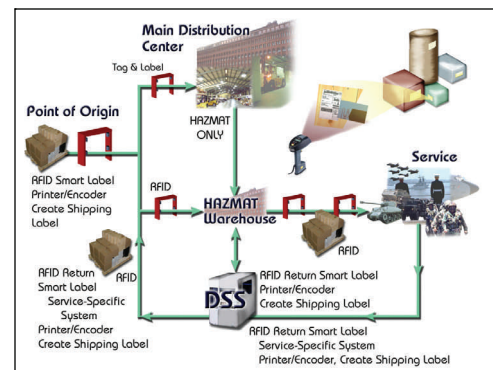 Main Distribution
Center
Tag & Label
Point of Origin
HAZMAT
ONLY
Service
RFID Smart Label
Printer/Encoder
Create Shipping
Label
RFID
HAZMAT
Warehouse
RFID
RFID
RFID Return
Smart Label
Service-Specific
System
Printer/Encoder
Create Shipping Label
DSS
RFID Return Smart Label
Printer/Encoder
Create Shipping Label
RFID Return Smart Label
Service-Specific System
Printer/Encoder, Create Shipping Label